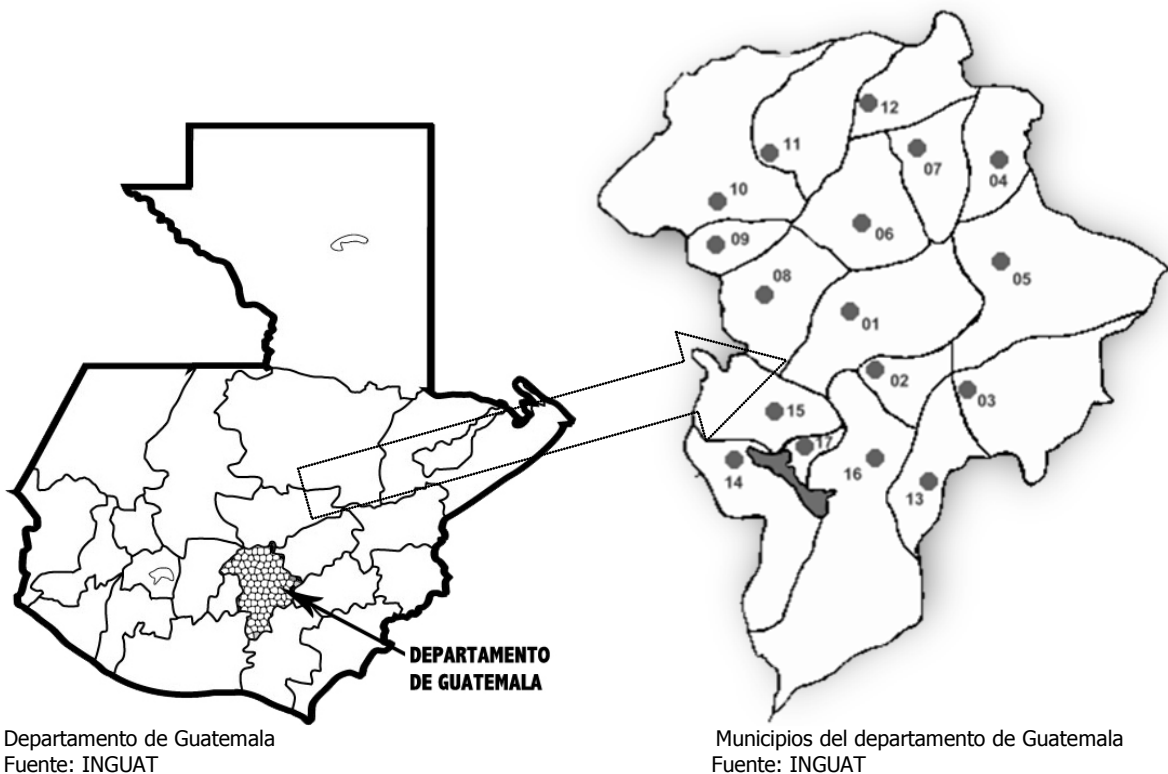 12
11
07
04
10
06
09
05
08
01
02
03
15
17
14
16
13
DEPARTAMENTO
DE GUATEMALA
Departamento de Guatemala
Fuente: INGUAT
Municipios del departamento de Guatemala
Fuente: INGUAT